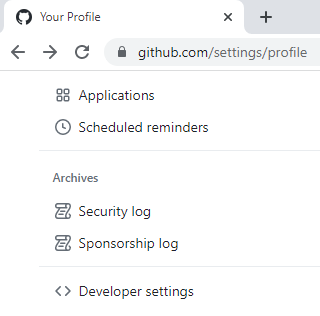 Your Profile
github.com/settings/profile
Applications
Scheduled reminders
Archives
Security log
Sponsorship log
Developer settings